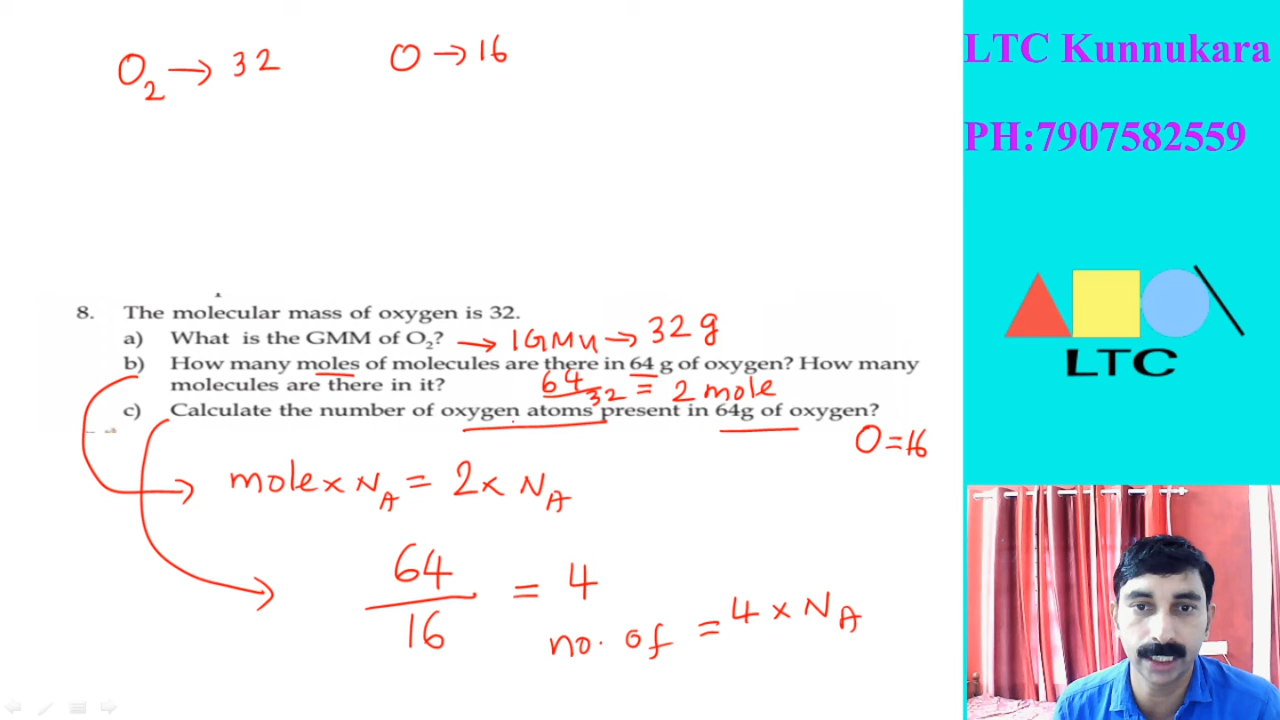 O₂ → 32
O → 16
LTC Kunnukara
PH:7907582559
8. The molecular mass of oxygen is 32.
a) What is the GMM of O₂? → 1GMM → 32 g
b) How many moles of molecules are there in 64 g of oxygen? How many
molecules are there in it? 64/32 = 2 mole
c) Calculate the number of oxygen atoms present in 64g of oxygen?
O=16
mole x N_A = 2 x N_A
64/16 = 4
no. of = 4 x N_A
LTC